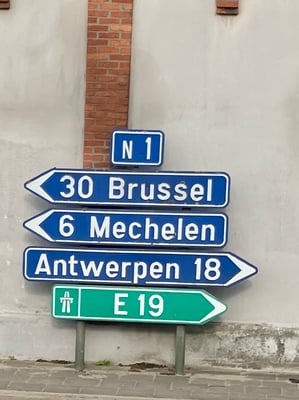 N 1
30 Brussel
6 Mechelen
Antwerpen 18
E 19